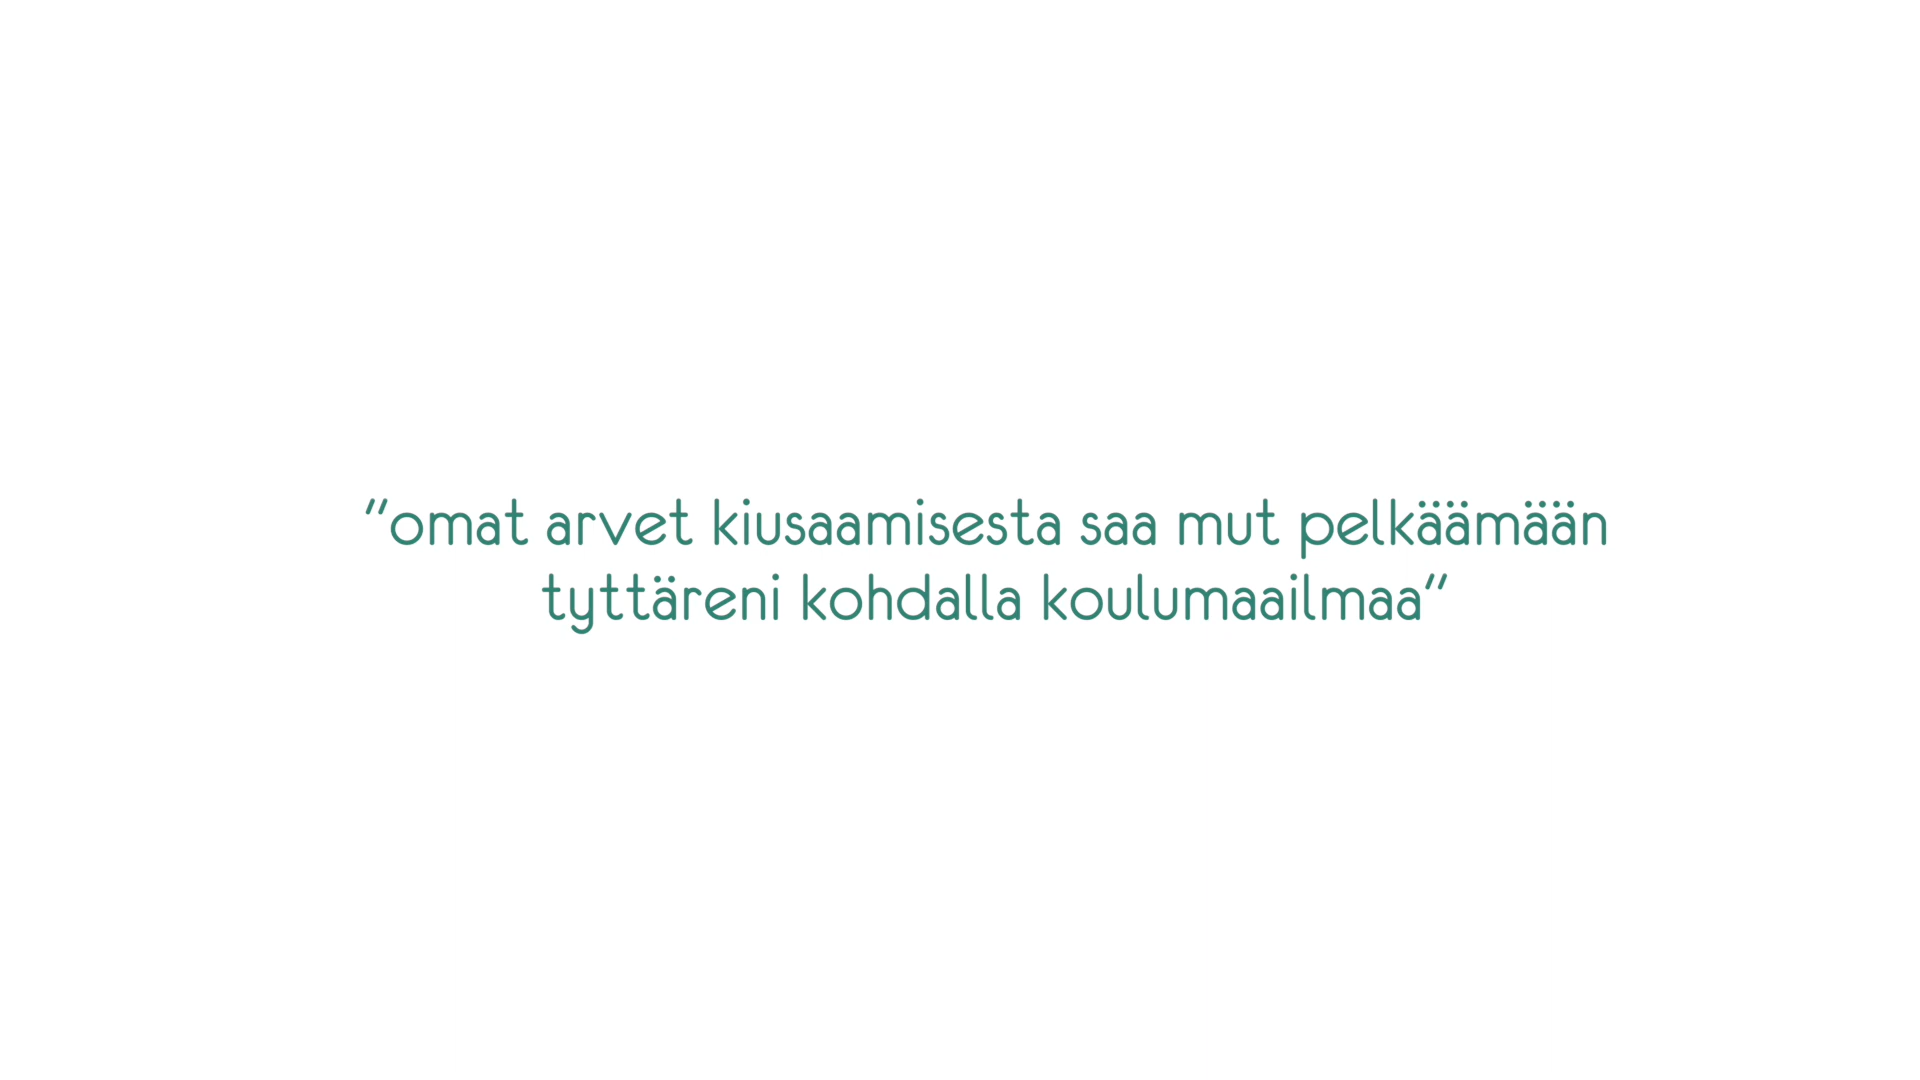 ”omat arvet kiusaamisesta saa mut pelkäämään
tyttäreni kohdalla koulumaailmaa”